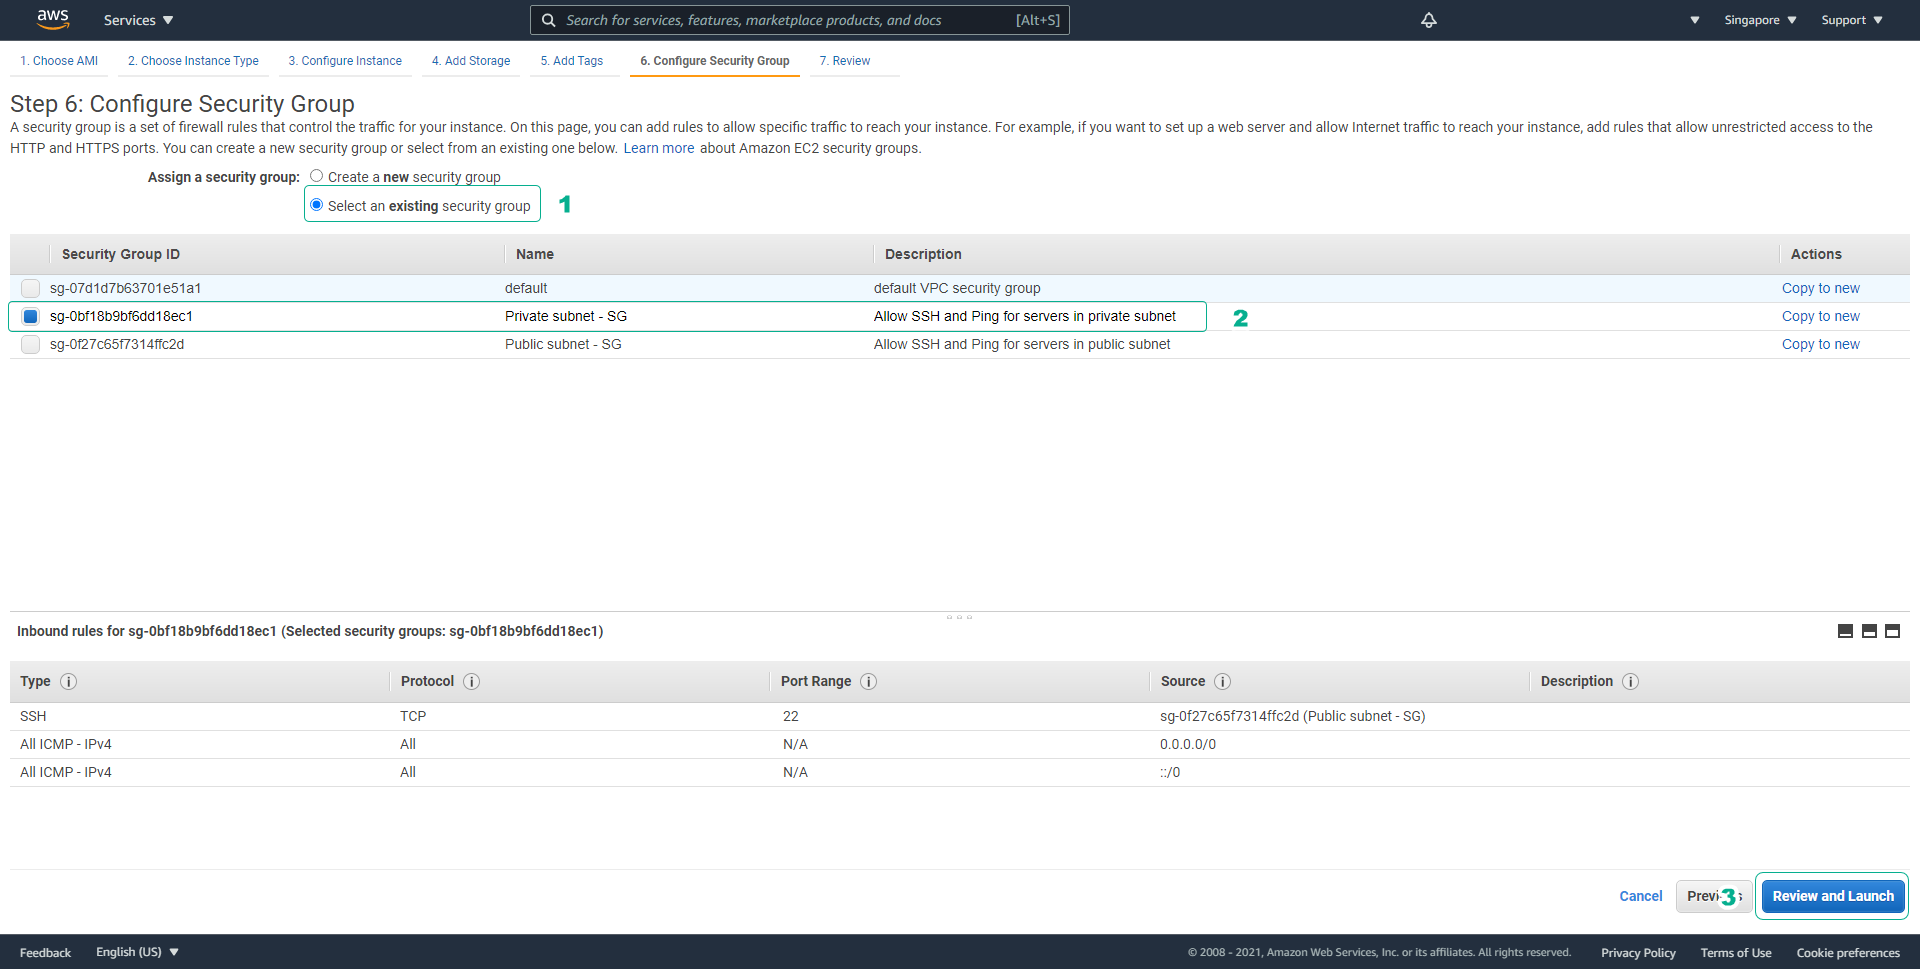 aws Services Search for services, features, marketplace products, and docs [Alt+S] Singapore Support
1. Choose AMI 2. Choose Instance Type 3. Configure Instance 4. Add Storage 5. Add Tags 6. Configure Security Group 7. Review
Step 6: Configure Security Group
A security group is a set of firewall rules that control the traffic for your instance. On this page, you can add rules to allow specific traffic to reach your instance. For example, if you want to set up a web server and allow Internet traffic to reach your instance, add rules that allow unrestricted access to the
HTTP and HTTPS ports. You can create a new security group or select from an existing one below. Learn more about Amazon EC2 security groups.
Assign a security group: Create a new security group
Select an existing security group 1
Security Group ID Name Description Actions
sg-07d1d7b63701e51a1 default default VPC security group Copy to new
sg-0bf18b9bf6dd18ec1 Private subnet - SG Allow SSH and Ping for servers in private subnet 2 Copy to new
sg-0f27c65f7314ffc2d Public subnet - SG Allow SSH and Ping for servers in public subnet Copy to new
Inbound rules for sg-0bf18b9bf6dd18ec1 (Selected security groups: sg-0bf18b9bf6dd18ec1)
Type i Protocol i Port Range i Source i Description i
SSH TCP 22 sg-0f27c65f7314ffc2d (Public subnet - SG)
All ICMP - IPv4 All N/A 0.0.0.0/0
All ICMP - IPv4 All N/A ::/0
Cancel 3 Review and Launch
Feedback English (US) © 2008 - 2021, Amazon Web Services, Inc. or its affiliates. All rights reserved. Privacy Policy Terms of Use Cookie preferences